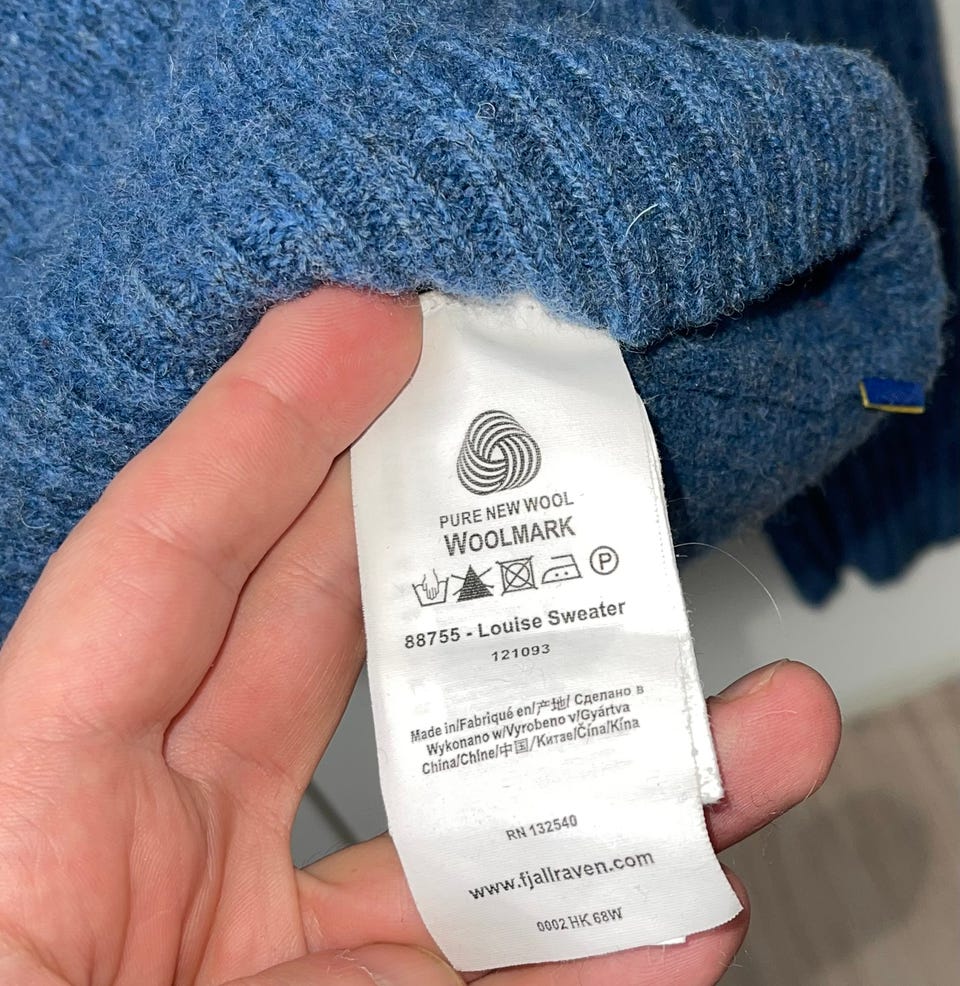 PURE NEW WOOL
WOOLMARK
P
88755 - Louise Sweater
121093
Made in/Fabriqué en/产地/ Сделано в
Wykonano w/Vyrobeno v/Gyártva
China/Chine/中国/Китае/Čína/Kína
RN 132540
www.fjallraven.com
0002 HK 68W